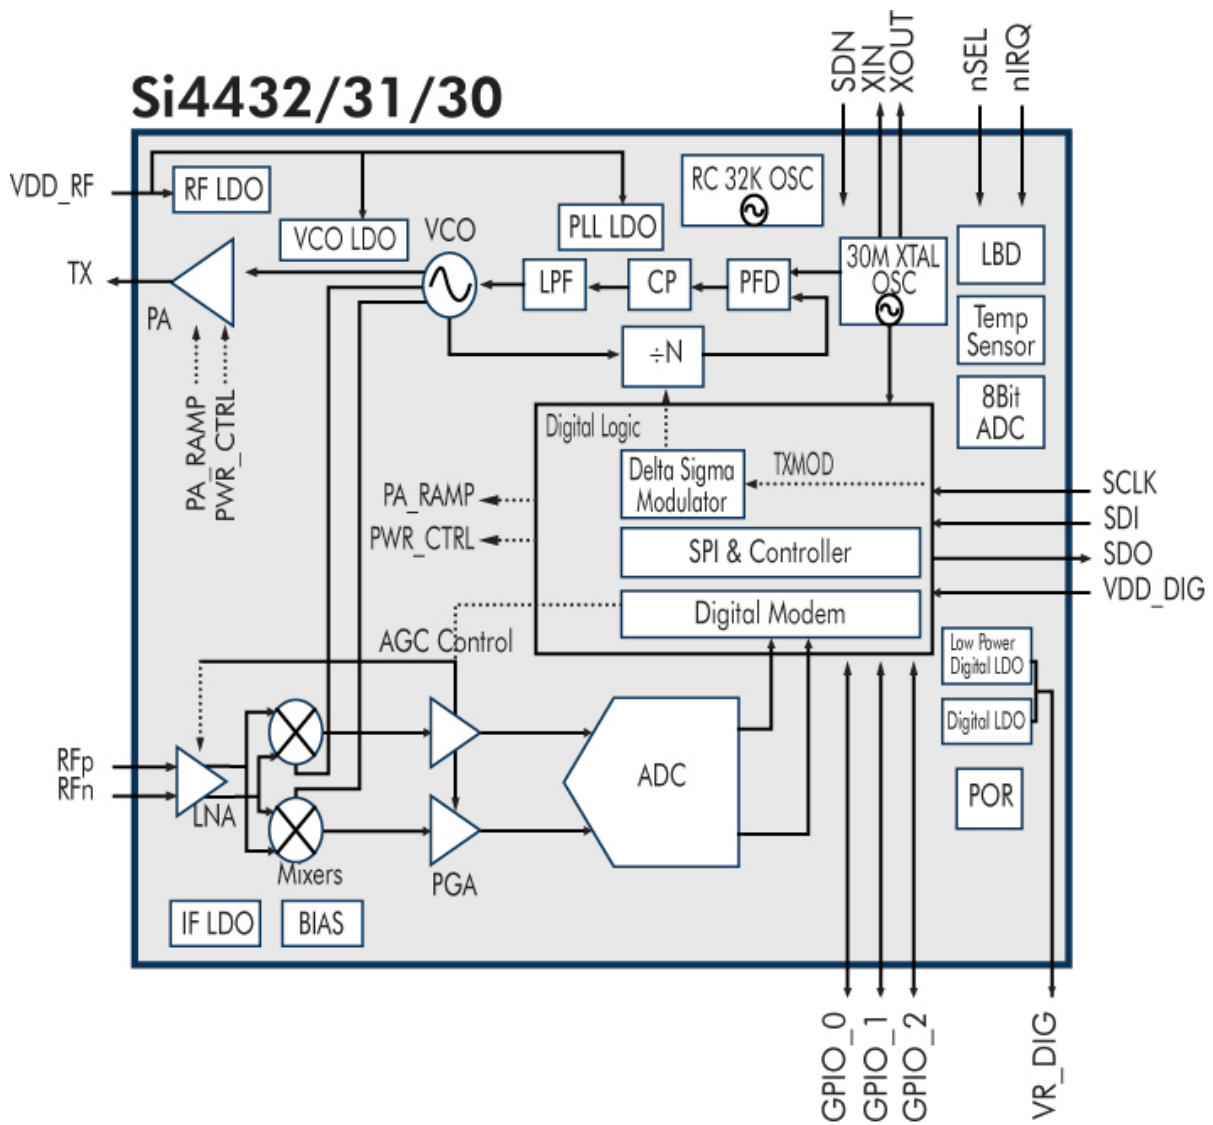 Si4432/31/30
SDN
XIN
XOUT
nSEL
nIRQ
VDD_RF
RF LDO
VCO LDO
VCO
PLL LDO
RC 32K OSC
30M XTAL
OSC
LBD
TX
PA
LPF
CP
PFD
Temp
Sensor
÷N
8Bit
ADC
PA_RAMP
PWR_CTRL
Digital Logic
Delta Sigma
Modulator
TXMOD
PA_RAMP
PWR_CTRL
SPI & Controller
Digital Modem
SCLK
SDI
SDO
VDD_DIG
AGC Control
Low Power
Digital LDO
Digital LDO
RFp
RFn
LNA
Mixers
PGA
ADC
POR
IF LDO
BIAS
GPIO_0
GPIO_1
GPIO_2
VR_DIG